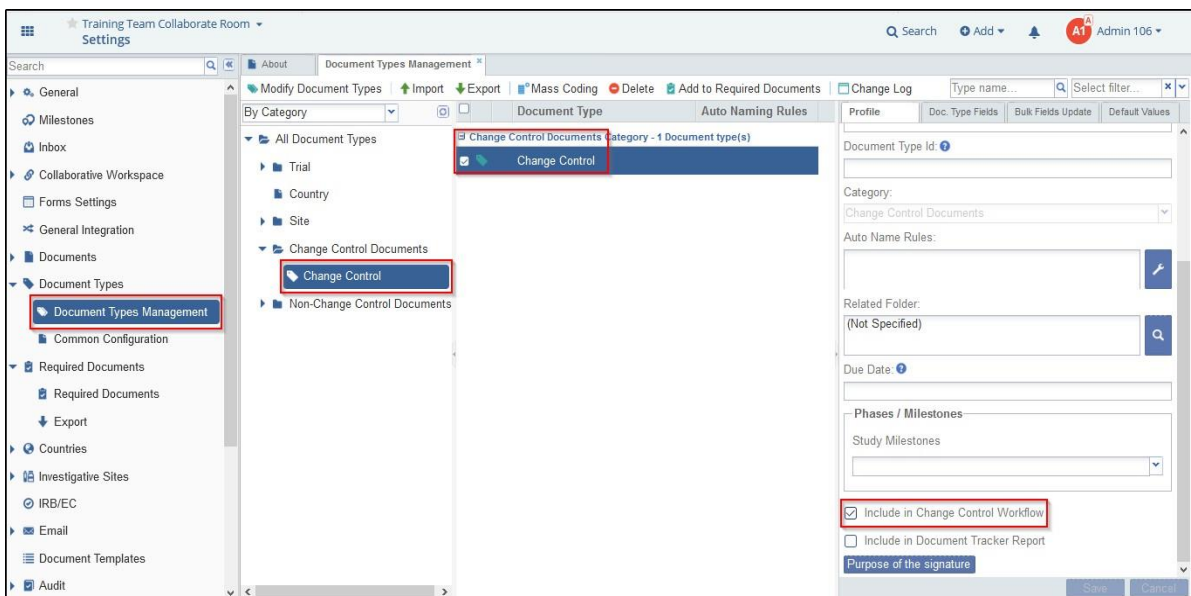 Training Team Collaborate Room
Settings
Search
Add
A
A1
Admin 106
Search
About
Document Types Management
General
Milestones
Inbox
Collaborative Workspace
Forms Settings
General Integration
Documents
Document Types
Document Types Management
Common Configuration
Required Documents
Required Documents
Export
Countries
Investigative Sites
IRB/EC
Email
Document Templates
Audit
Modify Document Types
Import
Export
Mass Coding
Delete
Add to Required Documents
Change Log
Type name...
Select filter...
By Category
All Document Types
Trial
Country
Site
Change Control Documents
Change Control
Non-Change Control Documents
Document Type
Auto Naming Rules
Change Control Documents Category - 1 Document type(s)
Change Control
Profile
Doc. Type Fields
Bulk Fields Update
Default Values
Document Type Id:
Category:
Change Control Documents
Auto Name Rules:
Related Folder:
(Not Specified)
Due Date:
Phases / Milestones
Study Milestones
Include in Change Control Workflow
Include in Document Tracker Report
Purpose of the signature
Save
Cancel